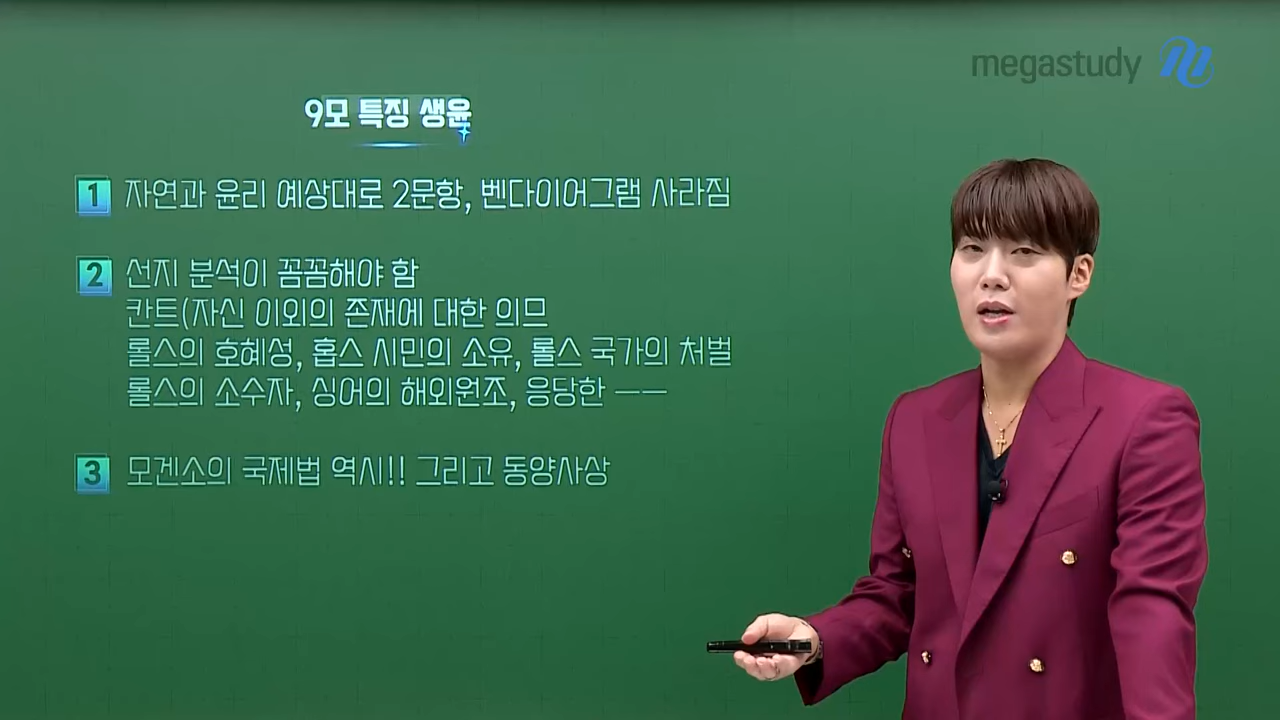 megastudy
9모 특징 생윤
1 자연과 윤리 예상대로 2문항, 벤다이어그램 사라짐
2 선지 분석이 꼼꼼해야 함
칸트(자신 이외의 존재에 대한 의므
롤스의 호혜성, 홉스 시민의 소유, 롤스 국가의 처벌
롤스의 소수자, 싱어의 해외원조, 응당한 ――
3 모겐소의 국제법 역시!! 그리고 동양사상